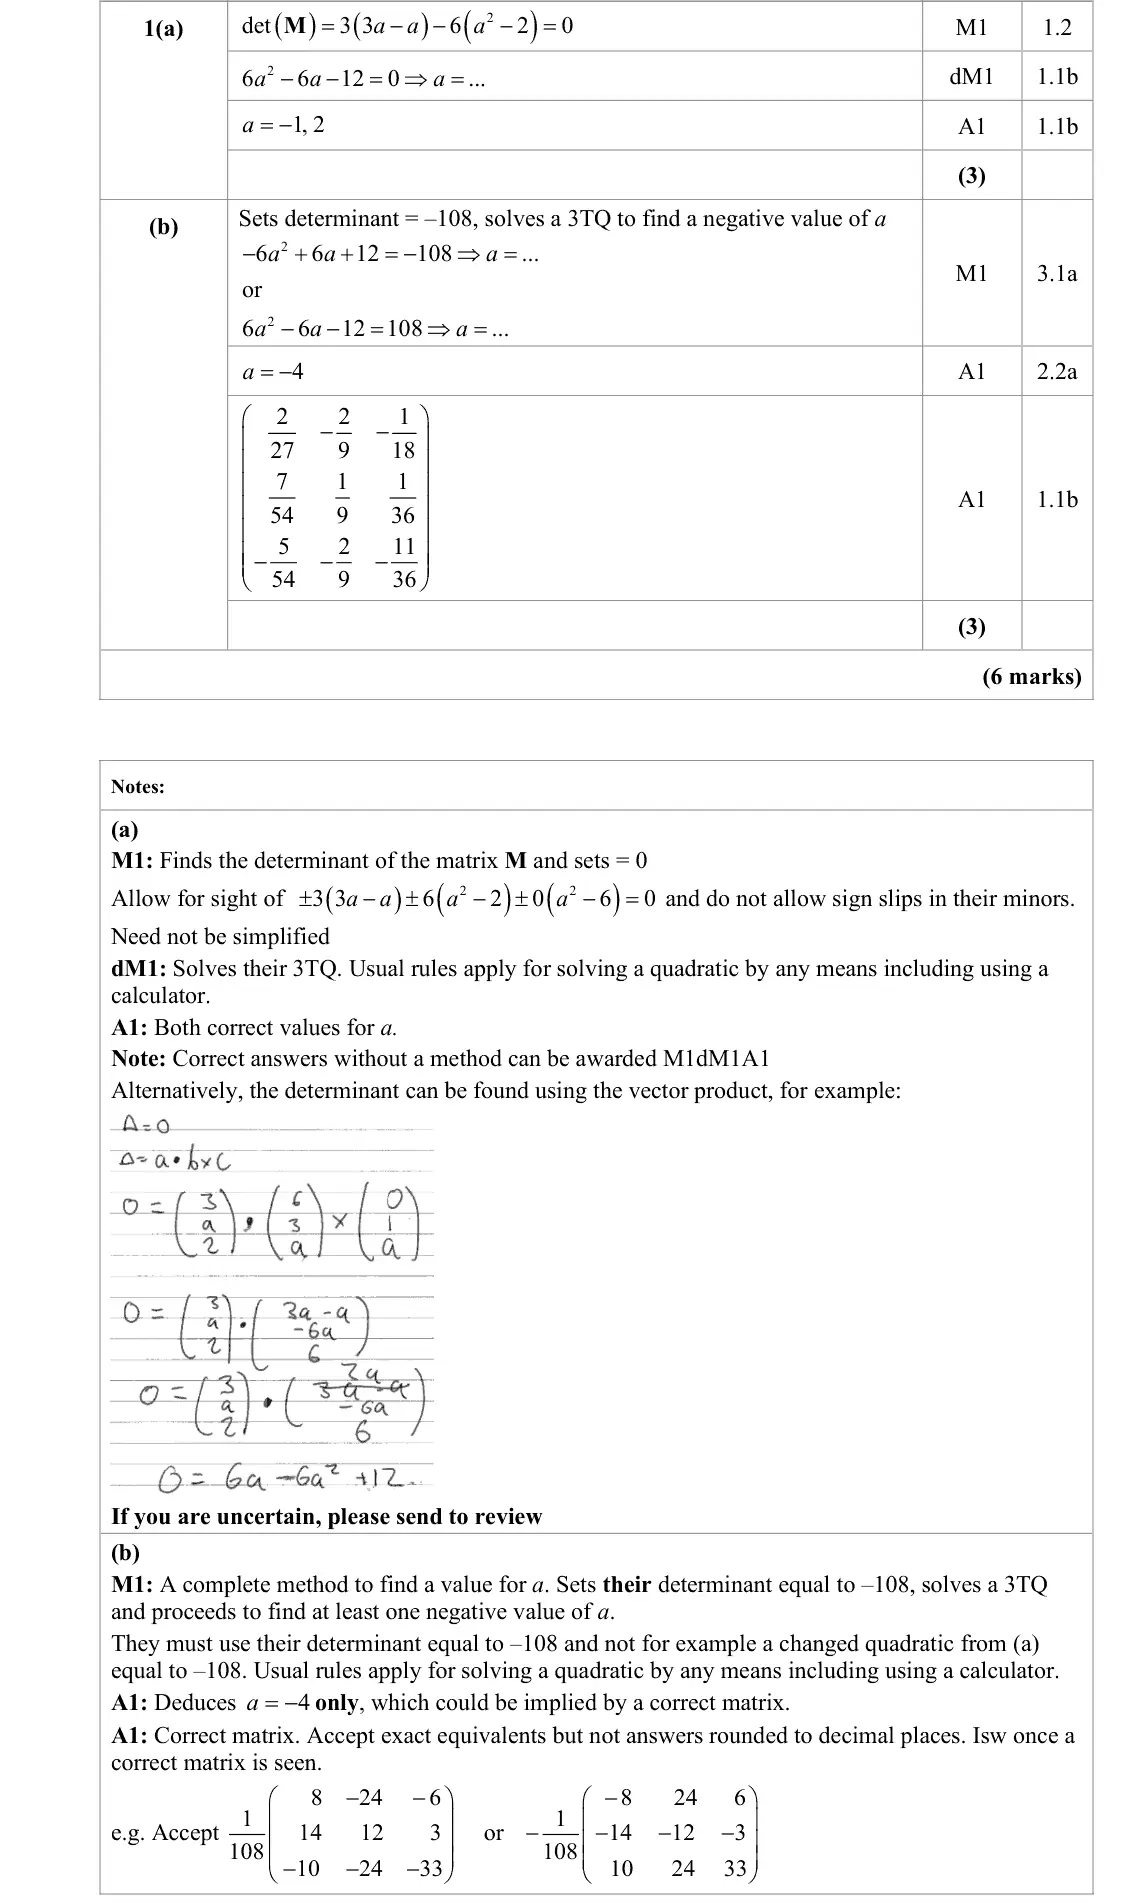 1(a) det(M) = 3(3a − a) − 6(a² − 2) = 0 M1 1.2
6a² − 6a − 12 = 0 ⇒ a = ... dM1 1.1b
a = −1, 2 A1 1.1b
(3)
(b) Sets determinant = –108, solves a 3TQ to find a negative value of a
−6a² + 6a + 12 = −108 ⇒ a = ...
or
6a² − 6a − 12 = 108 ⇒ a = ...
M1 3.1a
a = −4 A1 2.2a
2/27 −2/9 −1/18
7/54 1/9 1/36
−5/54 −2/9 −11/36
A1 1.1b
(3)
(6 marks)
Notes:
(a)
M1: Finds the determinant of the matrix M and sets = 0
Allow for sight of ±3(3a − a) ± 6(a² − 2) ± 0(a² − 6) = 0 and do not allow sign slips in their minors.
Need not be simplified
dM1: Solves their 3TQ. Usual rules apply for solving a quadratic by any means including using a
calculator.
A1: Both correct values for a.
Note: Correct answers without a method can be awarded M1dM1A1
Alternatively, the determinant can be found using the vector product, for example:
Δ=0
Δ= a • b×c
0 = (3 a 2) • (6 3 a) × (0 1 a)
0 = (3 a 2) • (3a - a -6a 6)
0 = (3 a 2) • (2a 3a - a -6a 6)
0 = 6a - 6a² + 12
If you are uncertain, please send to review
(b)
M1: A complete method to find a value for a. Sets their determinant equal to –108, solves a 3TQ
and proceeds to find at least one negative value of a.
They must use their determinant equal to –108 and not for example a changed quadratic from (a)
equal to –108. Usual rules apply for solving a quadratic by any means including using a calculator.
A1: Deduces a = −4 only, which could be implied by a correct matrix.
A1: Correct matrix. Accept exact equivalents but not answers rounded to decimal places. Isw once a
correct matrix is seen.
e.g. Accept 1/108 (8 −24 −6 14 12 3 −10 −24 −33) or −1/108 (−8 24 6 −14 −12 −3 10 24 33)